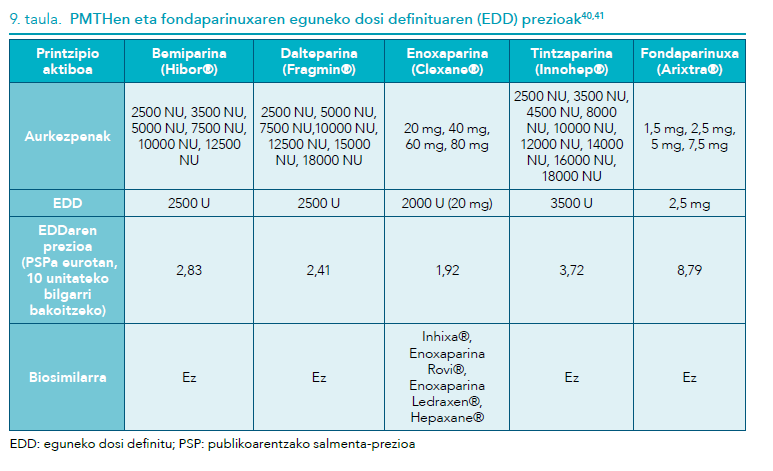 9. taula. PMTHen eta fondaparinuxaren eguneko dosi definituaren (EDD) prezioak40,41
Printzipio
aktiboa
Bemiparina
(Hibor®)
Dalteparina
(Fragmin®)
Enoxaparina
(Clexane®)
Tintzaparina
(Innohep®)
Fondaparinuxa
(Arixtra®)
Aurkezpenak
2500 NU, 3500 NU,
5000 NU, 7500 NU,
10000 NU, 12500
NU
2500 NU, 5000 NU,
7500 NU,10000 NU,
12500 NU, 15000
NU, 18000 NU
20 mg, 40 mg,
60 mg, 80 mg
2500 NU, 3500 NU,
4500 NU, 8000
NU, 10000 NU,
12000 NU, 14000
NU, 16000 NU,
18000 NU
1,5 mg, 2,5 mg,
5 mg, 7,5 mg
EDD
2500 U
2500 U
2000 U (20 mg)
3500 U
2,5 mg
EDDaren
prezioa
(PSPa eurotan,
10 unitateko
bilgarri
bakoitzeko)
2,83
2,41
1,92
3,72
8,79
Biosimilarra
Ez
Ez
Inhixa®,
Enoxaparina
Rovi®,
Enoxaparina
Ledraxen®,
Hepaxane®
Ez
Ez
EDD: eguneko dosi definitu; PSP: publikoarentzako salmenta-prezioa